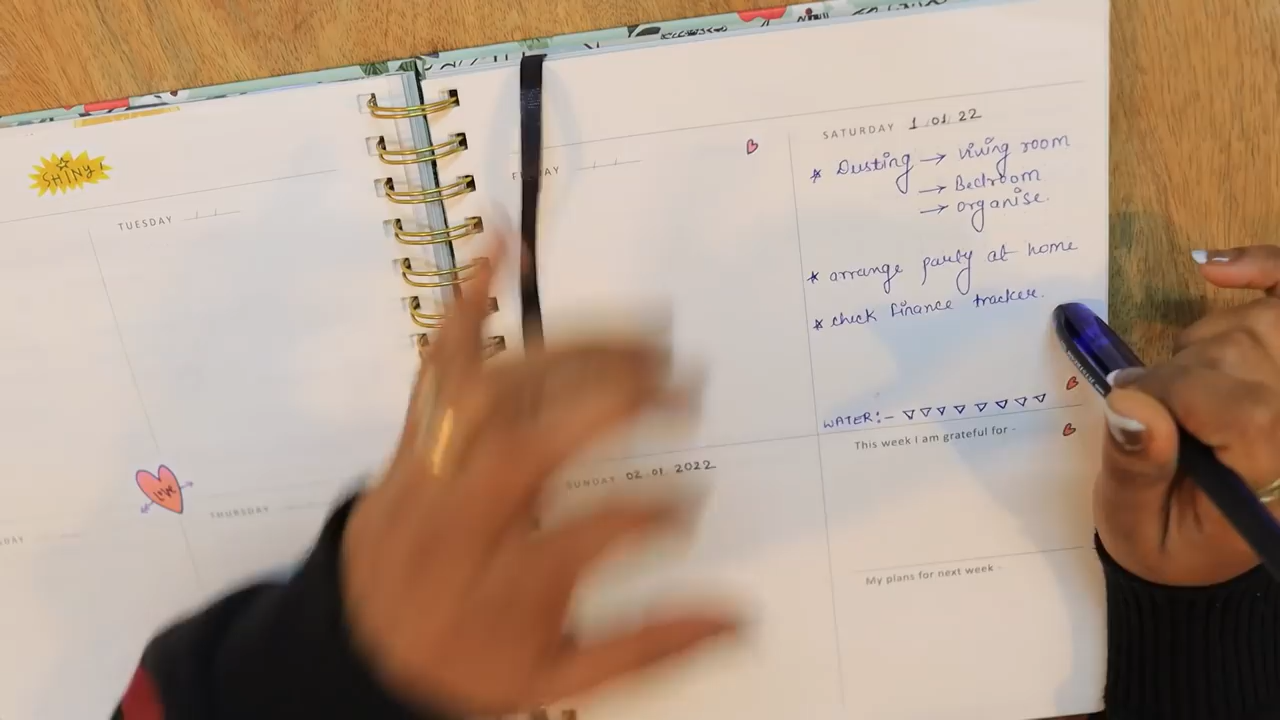 SHINY!
TUESDAY
LOVE
THURSDAY
SATURDAY 1.01.22
* Dusting → living room
→ Bedroom
→ organise.
* arrange party at home
* check finance tracker.
WATER:-
SUNDAY 02.01.2022
This week I am grateful for -
My plans for next week -